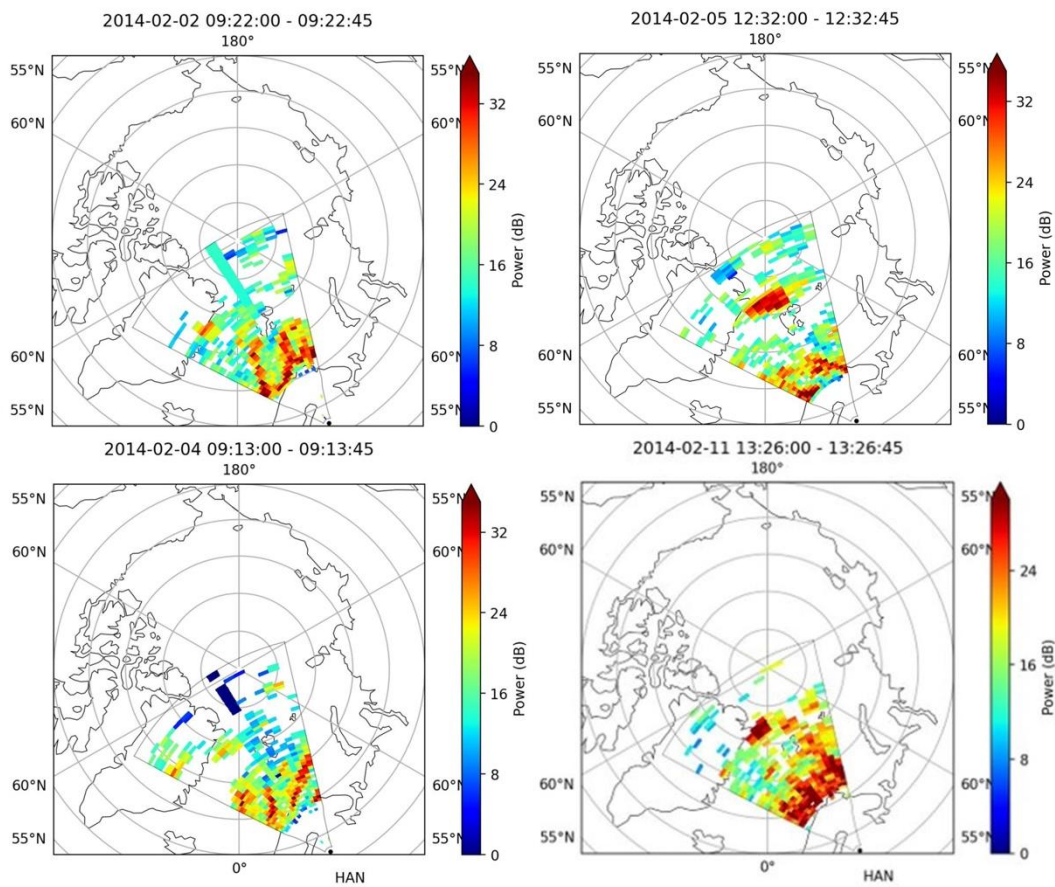 2014-02-02 09:22:00 - 09:22:45
180°
55°N
55°N
60°N
60°N
60°N
60°N
55°N
55°N
32
24
16
8
0
Power (dB)
2014-02-05 12:32:00 - 12:32:45
180°
55°N
55°N
60°N
60°N
60°N
60°N
55°N
55°N
32
24
16
8
0
Power (dB)
2014-02-04 09:13:00 - 09:13:45
180°
55°N
55°N
60°N
60°N
60°N
60°N
55°N
55°N
0°
HAN
32
24
16
8
0
Power (dB)
2014-02-11 13:26:00 - 13:26:45
180°
55°N
55°N
60°N
60°N
60°N
60°N
55°N
55°N
0°
HAN
24
16
8
0
Power (dB)